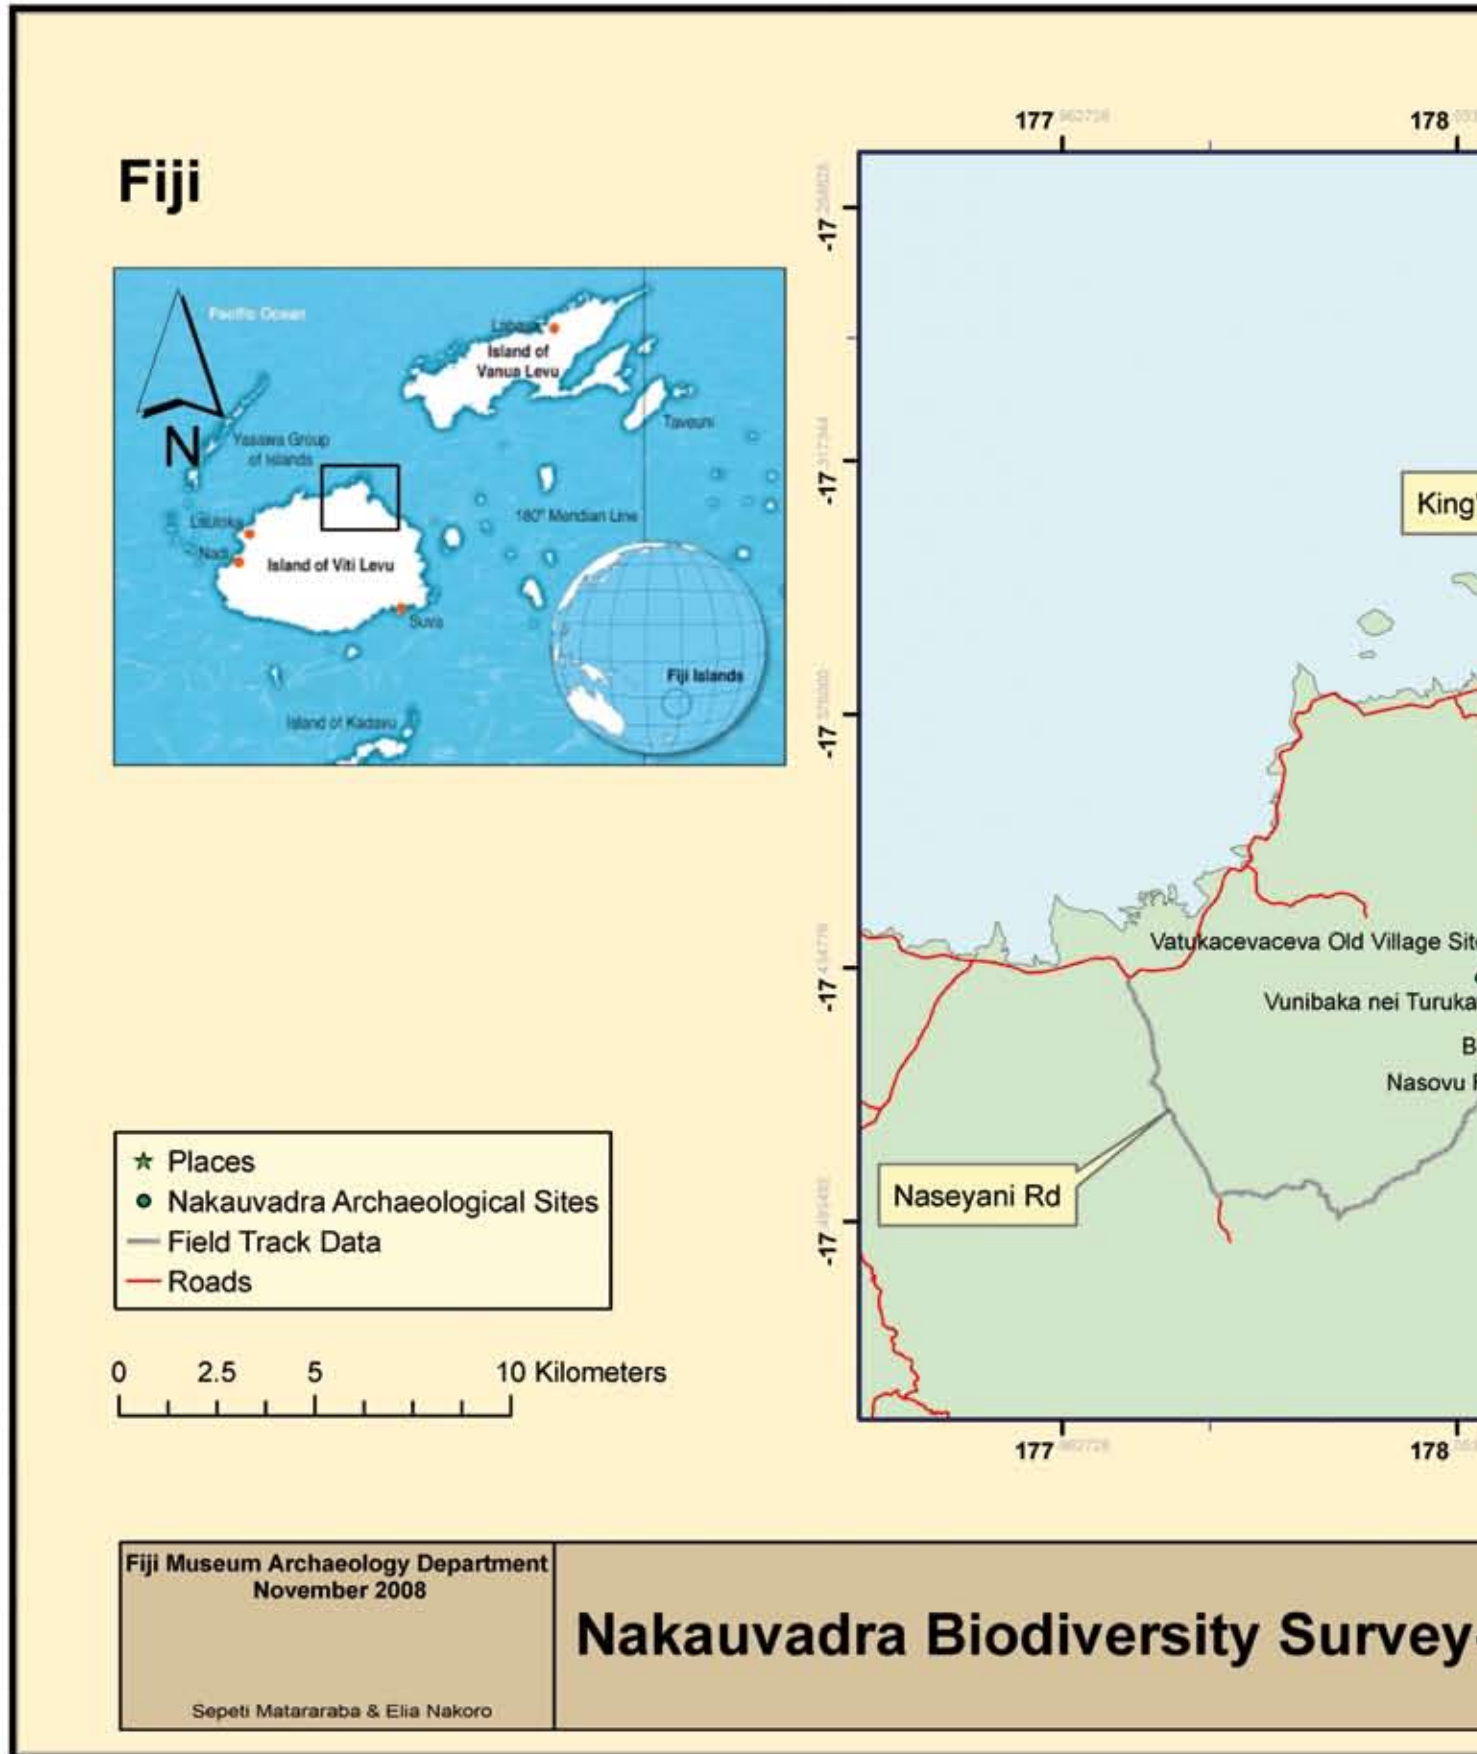 177
178
Fiji
-17
Pacific Ocean
Island of
Vanua Levu
Taveuni
Yasawa Group
of Islands
-17
King'
180° Meridian Line
Lautoka
Nadi
Island of Viti Levu
Suva
Fiji Islands
Island of Kadavu
-17
Vatukacevaceva Old Village Site
-17
Vunibaka nei Turuka
B
Nasovu
Places
Naseyani Rd
Nakauvadra Archaeological Sites
-17
Field Track Data
Roads
0 2.5 5 10 Kilometers
177
178
N
Fiji Museum Archaeology Department
November 2008
Nakauvadra Biodiversity Survey
Sepeti Matararaba & Elia Nakoro